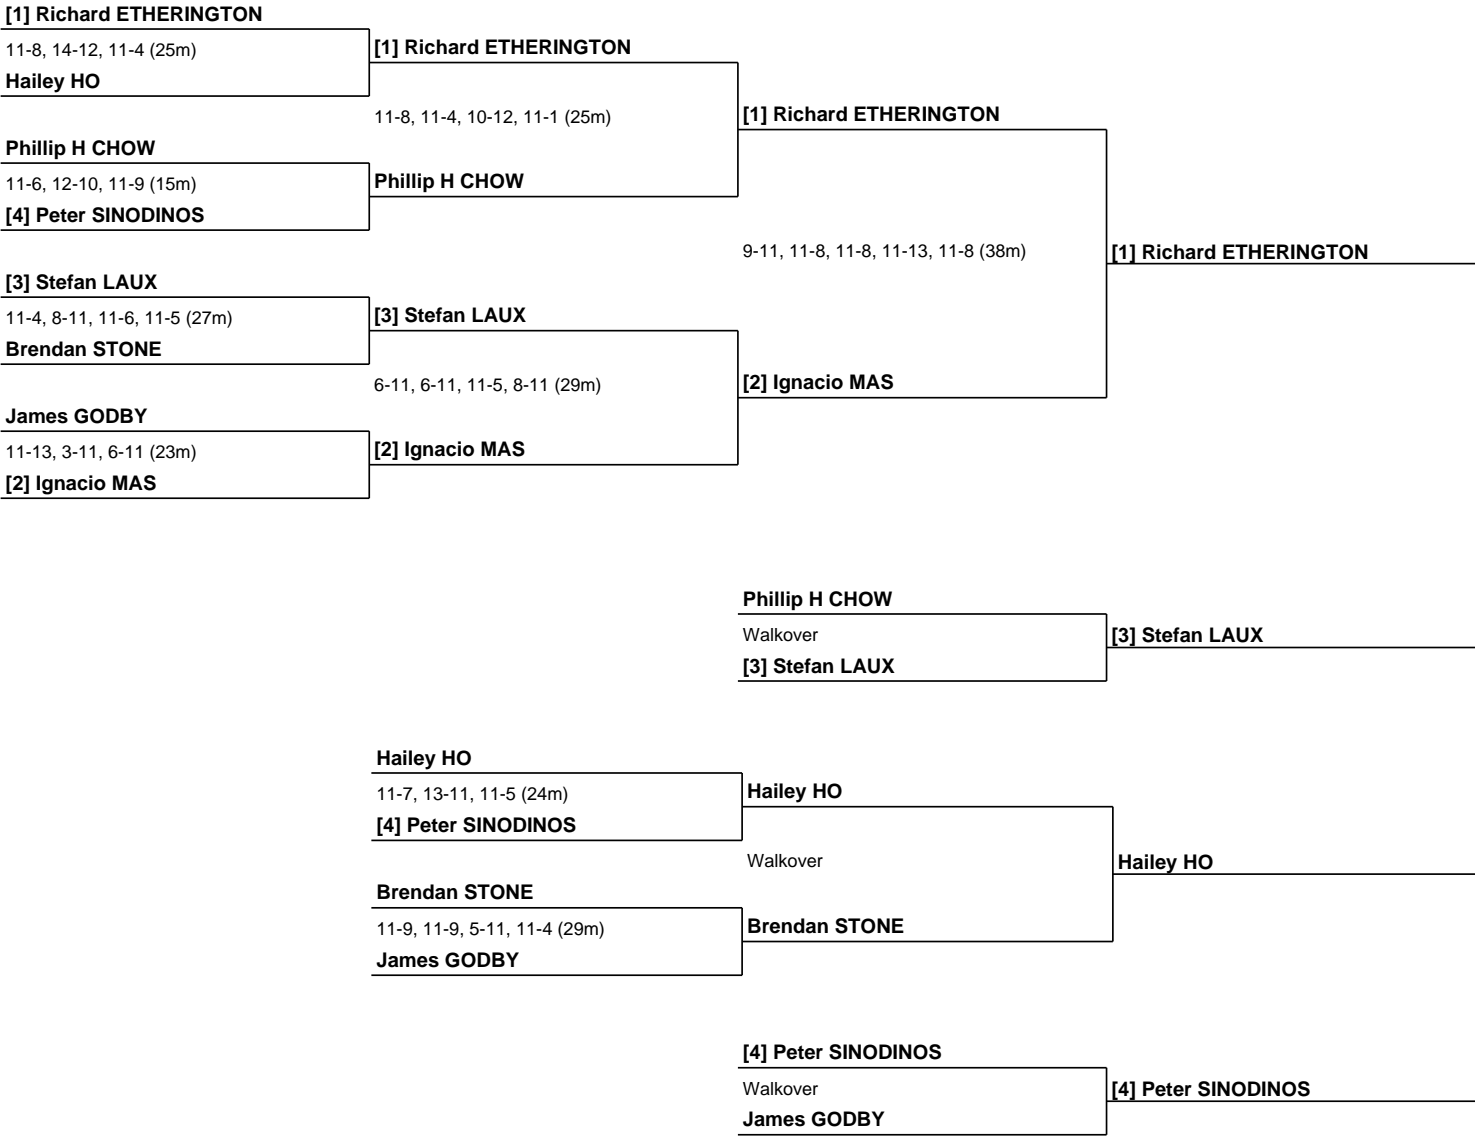 [1] Richard ETHERINGTON
11-8, 14-12, 11-4 (25m)
Hailey HO
[1] Richard ETHERINGTON
11-8, 11-4, 10-12, 11-1 (25m)
Phillip H CHOW
11-6, 12-10, 11-9 (15m)
[4] Peter SINODINOS
Phillip H CHOW
[1] Richard ETHERINGTON
9-11, 11-8, 11-8, 11-13, 11-8 (38m)
[1] Richard ETHERINGTON
[3] Stefan LAUX
11-4, 8-11, 11-6, 11-5 (27m)
Brendan STONE
[3] Stefan LAUX
6-11, 6-11, 11-5, 8-11 (29m)
[2] Ignacio MAS
James GODBY
11-13, 3-11, 6-11 (23m)
[2] Ignacio MAS
[2] Ignacio MAS
Phillip H CHOW
Walkover
[3] Stefan LAUX
[3] Stefan LAUX
Hailey HO
11-7, 13-11, 11-5 (24m)
[4] Peter SINODINOS
Hailey HO
Walkover
Hailey HO
Brendan STONE
11-9, 11-9, 5-11, 11-4 (29m)
James GODBY
Brendan STONE
[4] Peter SINODINOS
Walkover
James GODBY
[4] Peter SINODINOS